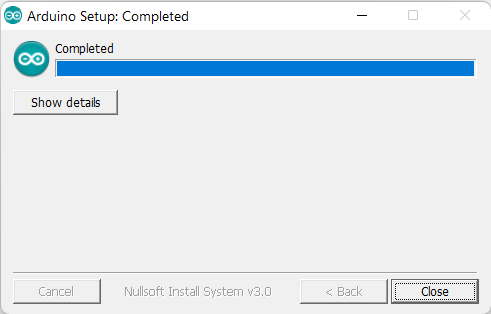 Arduino Setup: Completed
Completed
Show details
Cancel
Nullsoft Install System v3.0
< Back
Close